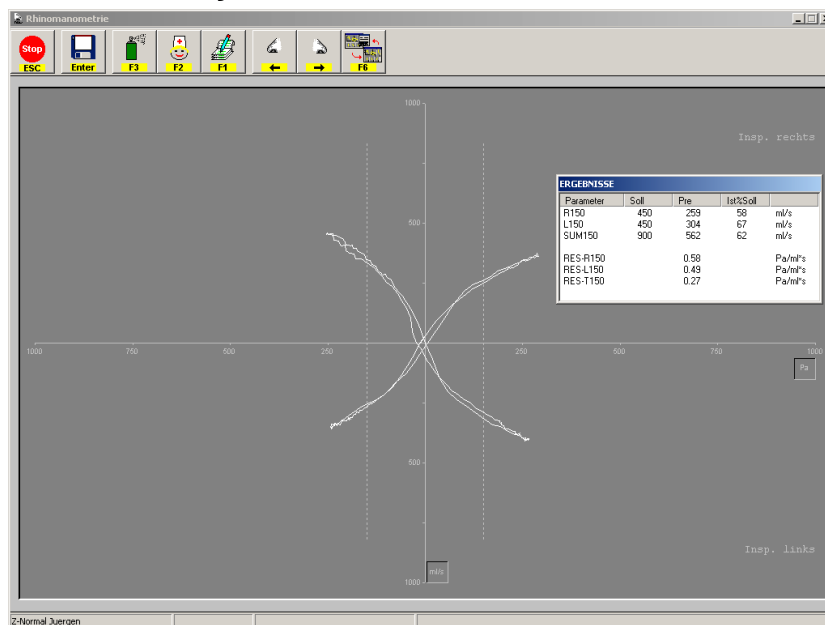 Rhinomanometrie
Stop
ESC
Enter
F3
F2
F1
F6
1000
Insp. rechts
ERGEBNISSE
Parameter Soll Pre Ist%Soll
R150 450 259 58 ml/s
L150 450 304 67 ml/s
SUM150 900 562 62 ml/s
RES-R150 0.58 Pa/ml*s
RES-L150 0.49 Pa/ml*s
RES-T150 0.27 Pa/ml*s
500
1000 750 500 250 250 500 750 1000
Pa
500
Insp. links
ml/s
1000
Z-Normal Juergen